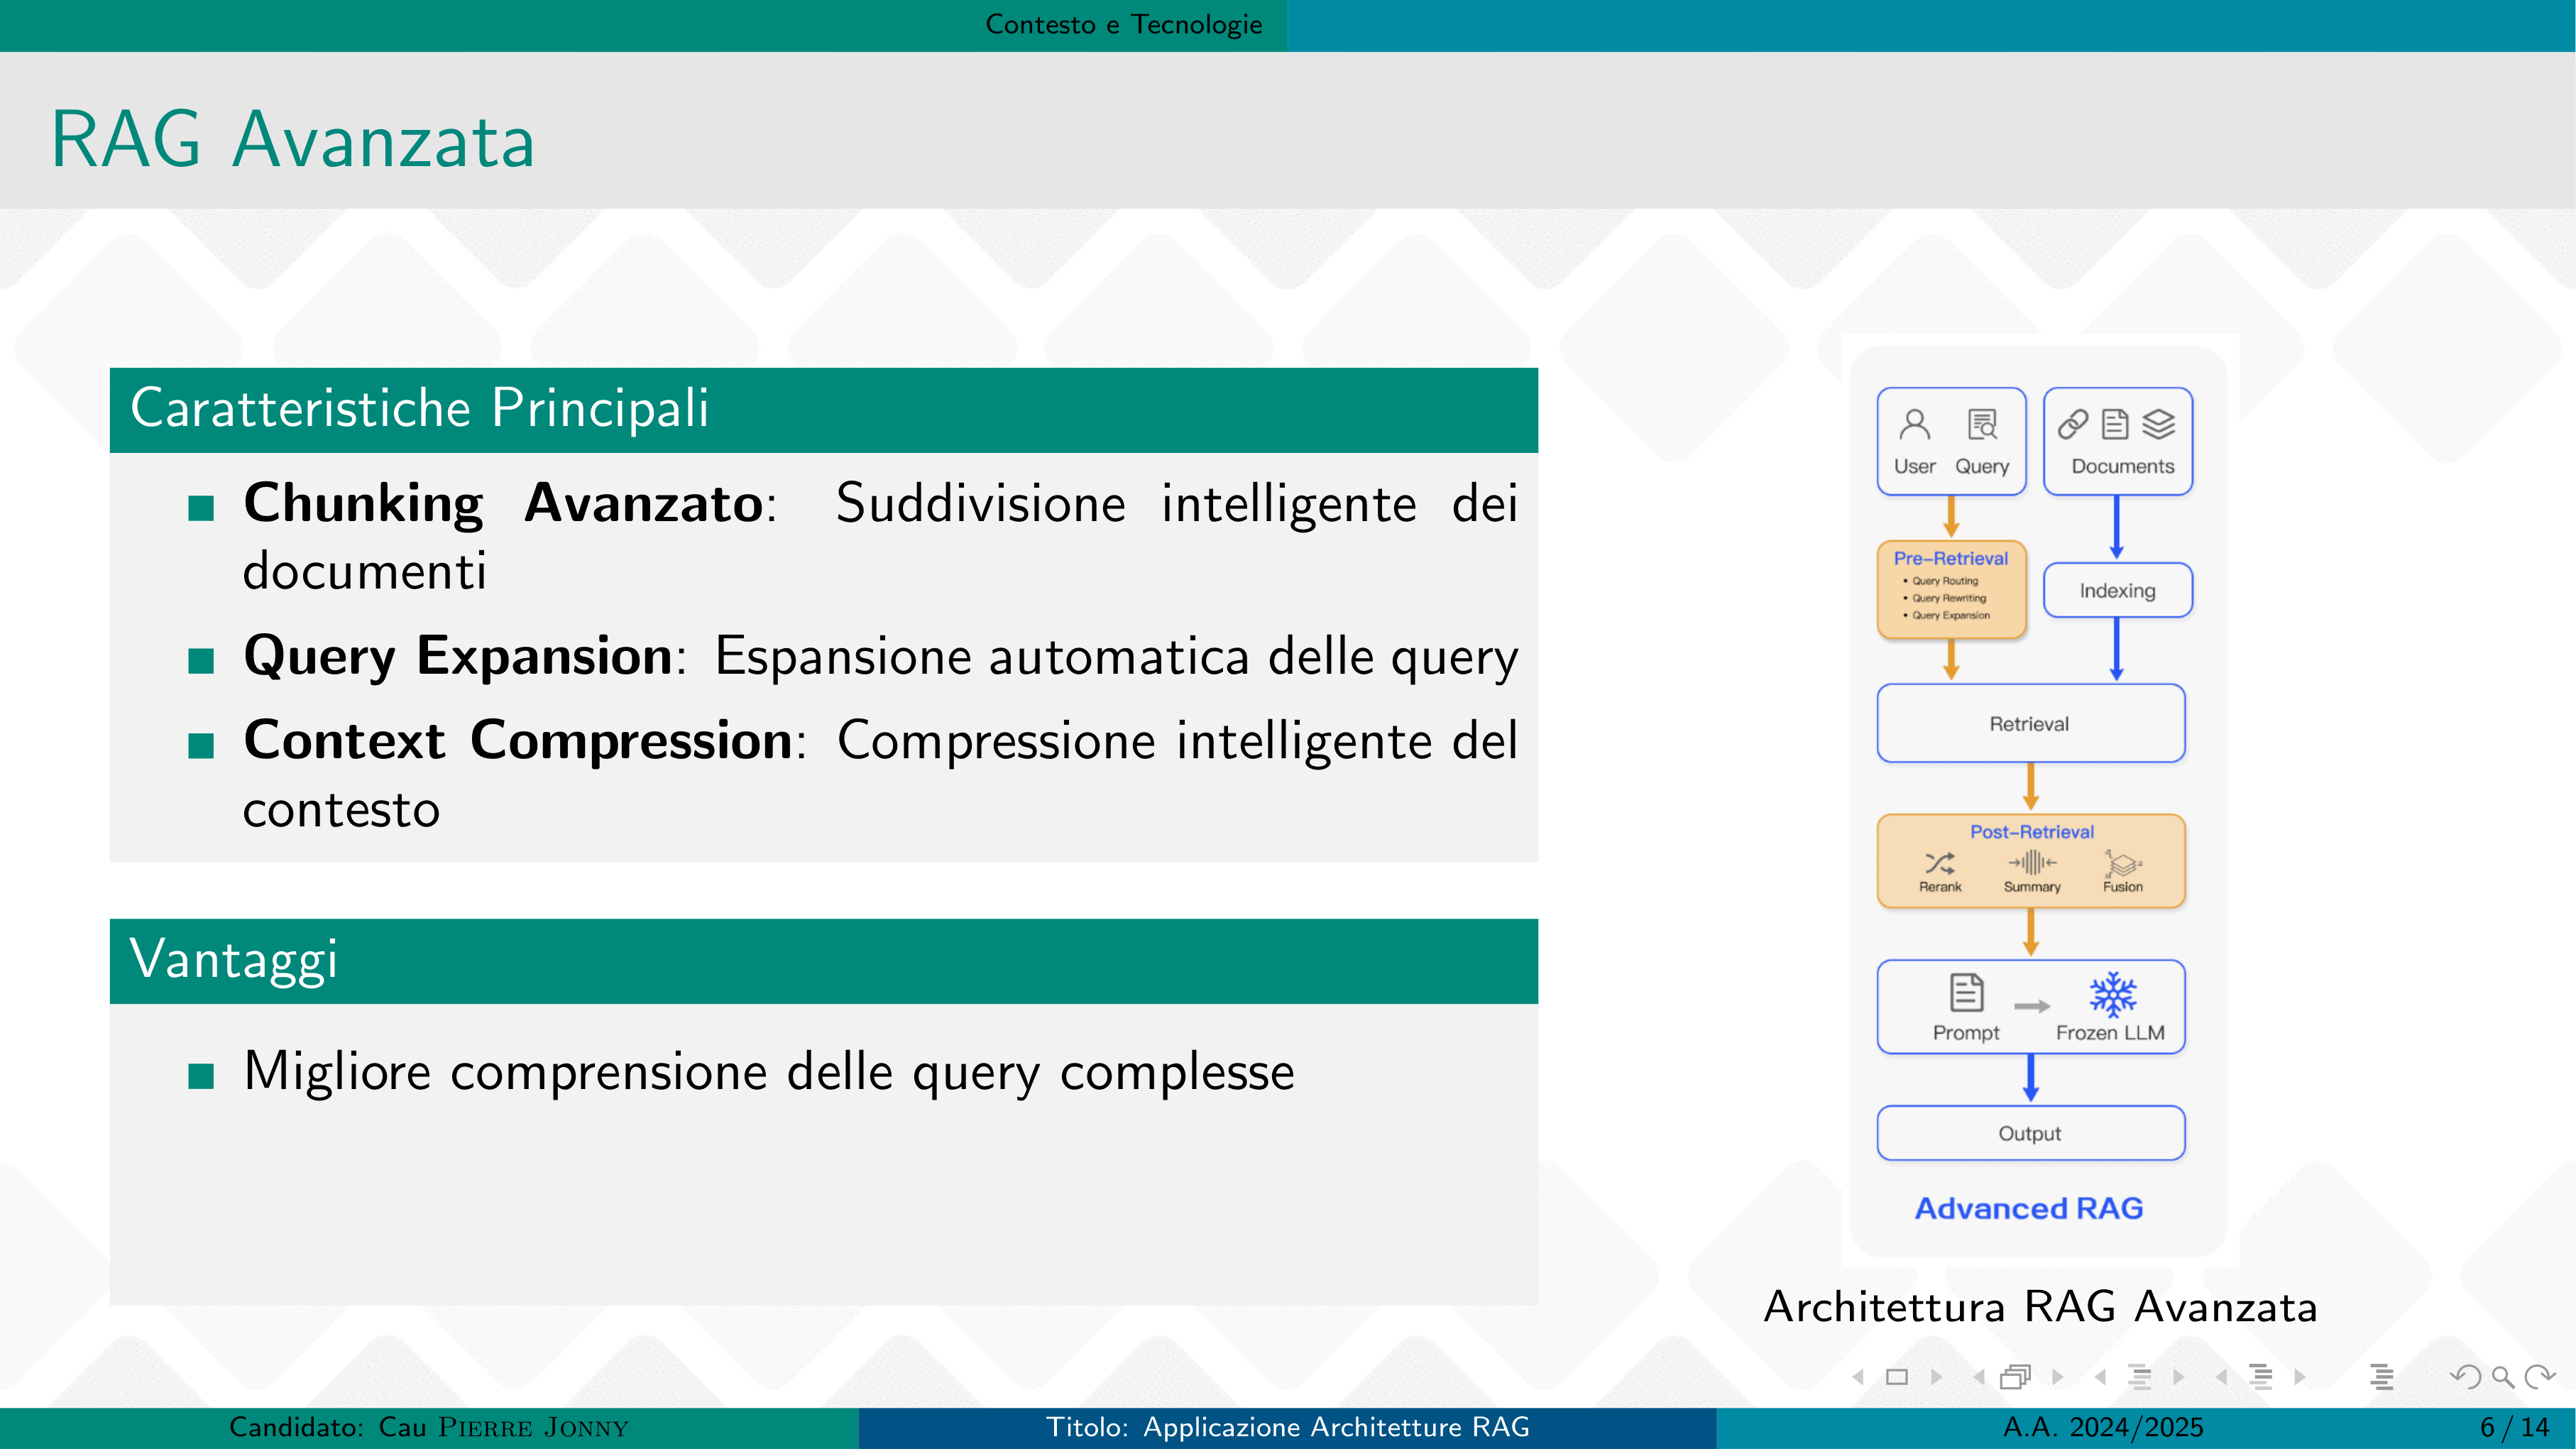 Contesto e Tecnologie
RAG Avanzata
Caratteristiche Principali
Chunking Avanzato: Suddivisione intelligente dei
documenti
Query Expansion: Espansione automatica delle query
Context Compression: Compressione intelligente del
contesto
Vantaggi
Migliore comprensione delle query complesse
User Query
Documents
Pre-Retrieval
• Query Routing
• Query Rewriting
• Query Expansion
Indexing
Retrieval
Post-Retrieval
Rerank Summary Fusion
Prompt Frozen LLM
Output
Advanced RAG
Architettura RAG Avanzata
Candidato: Cau PIERRE JONNY
Titolo: Applicazione Architetture RAG
A.A. 2024/2025
6 / 14